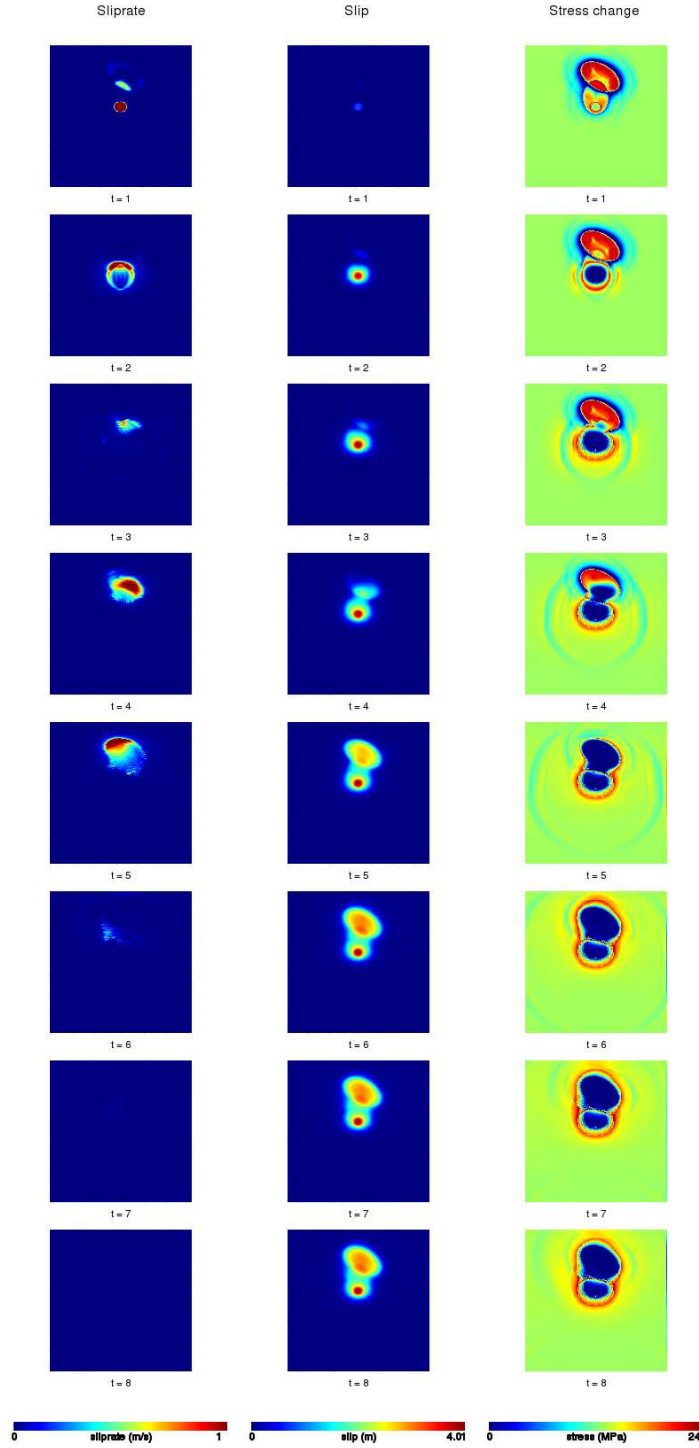 Sliprate Slip Stress change
t = 1 t = 1 t = 1
t = 2 t = 2 t = 2
t = 3 t = 3 t = 3
t = 4 t = 4 t = 4
t = 5 t = 5 t = 5
t = 6 t = 6 t = 6
t = 7 t = 7 t = 7
t = 8 t = 8 t = 8
0 sliprate (m/s) 1 0 slip (m) 4.01 0 stress (MPa) 24